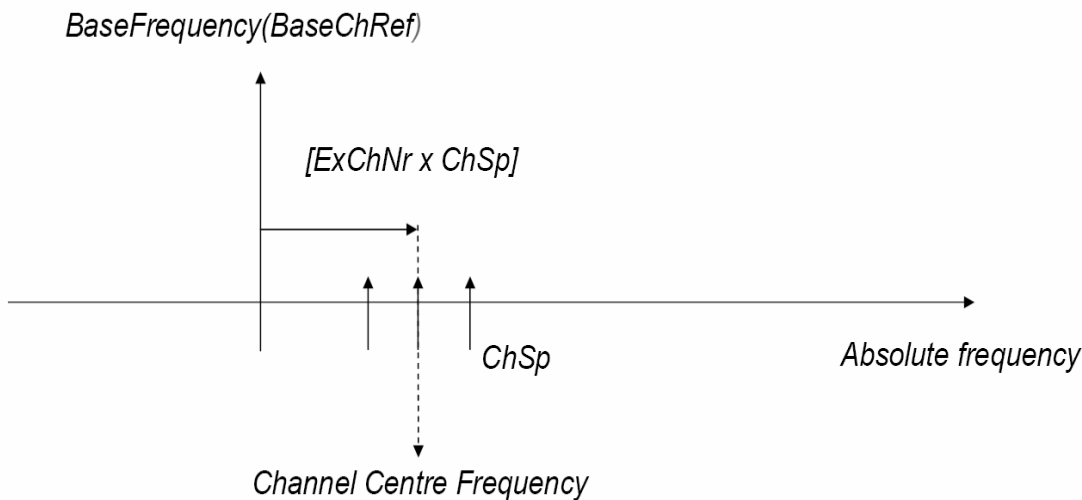 BaseFrequency(BaseChRef)
[ExChNr x ChSp]
ChSp
Absolute frequency
Channel Centre Frequency